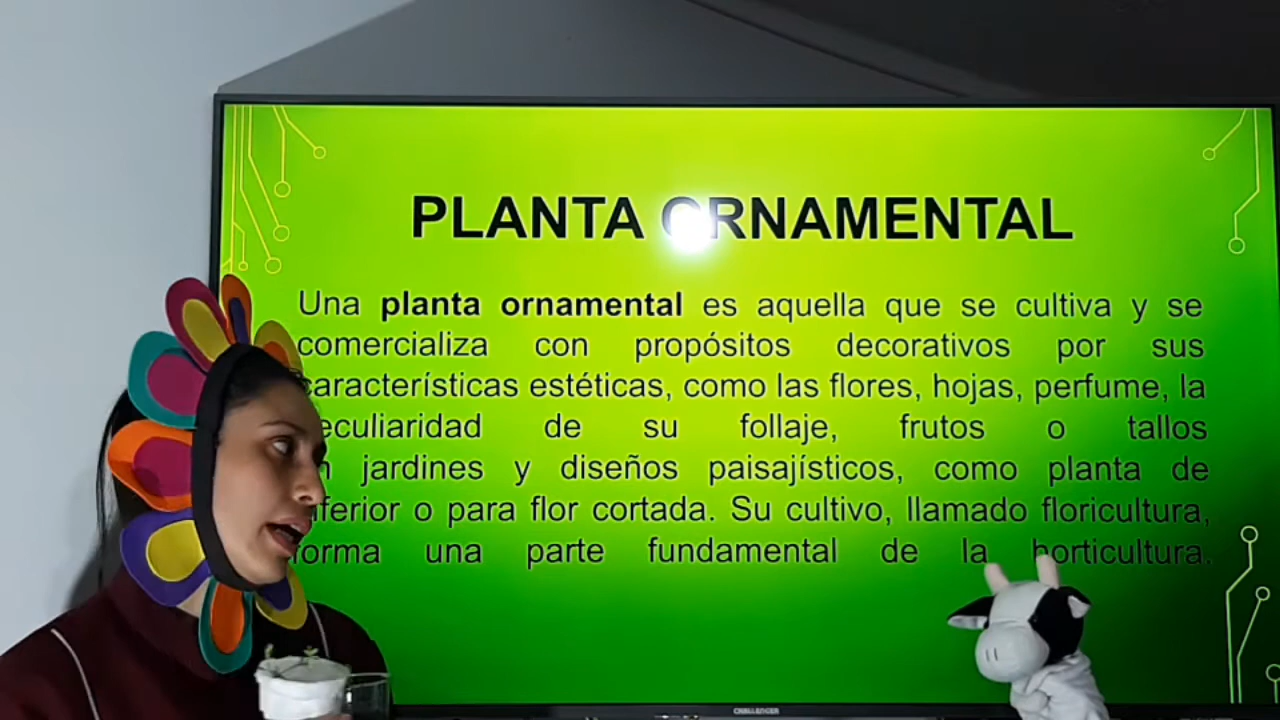 PLANTA ORNAMENTAL
Una planta ornamental es aquella que se cultiva y se
comercializa con propósitos decorativos por sus
características estéticas, como las flores, hojas, perfume, la
peculiaridad de su follaje, frutos o tallos
jardines y diseños paisajísticos, como planta de
o para flor cortada. Su cultivo, llamado floricultura,
forma una parte fundamental de la horticultura.
CHALLENGER